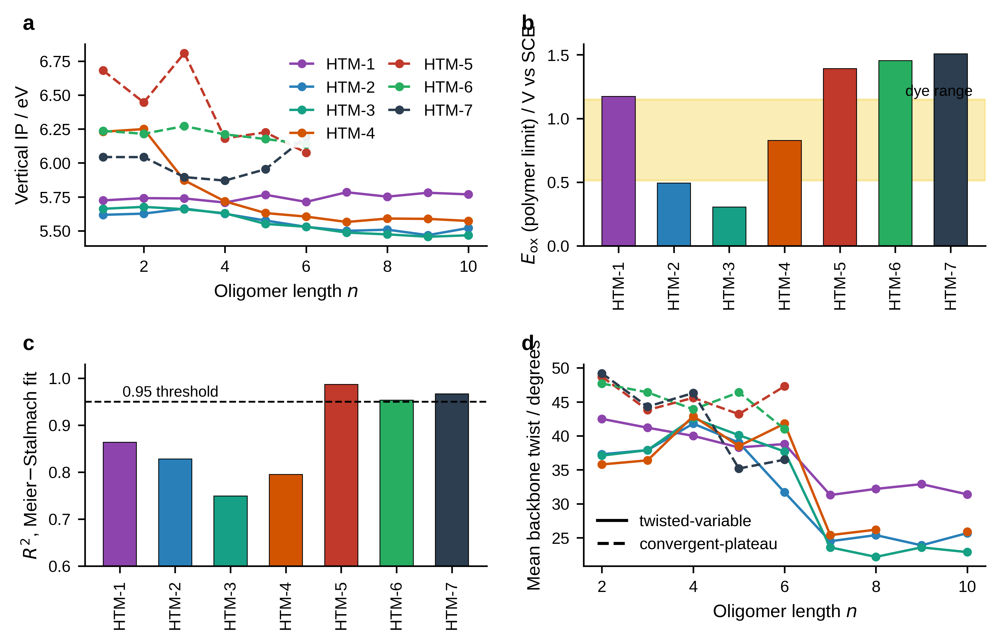 a
Vertical IP / eV
6.75
6.50
6.25
6.00
5.75
5.50
HTM-1
HTM-2
HTM-3
HTM-4
HTM-5
HTM-6
HTM-7
2
4
6
8
10
Oligomer length n
b
E_ox (polymer limit) / V vs SCE
1.5
1.0
0.5
0.0
dye range
HTM-1
HTM-2
HTM-3
HTM-4
HTM-5
HTM-6
HTM-7
c
R², Meier−Stalmach fit
1.0
0.9
0.8
0.7
0.6
0.95 threshold
HTM-1
HTM-2
HTM-3
HTM-4
HTM-5
HTM-6
HTM-7
d
Mean backbone twist / degrees
50
45
40
35
30
25
twisted-variable
convergent-plateau
2
4
6
8
10
Oligomer length n